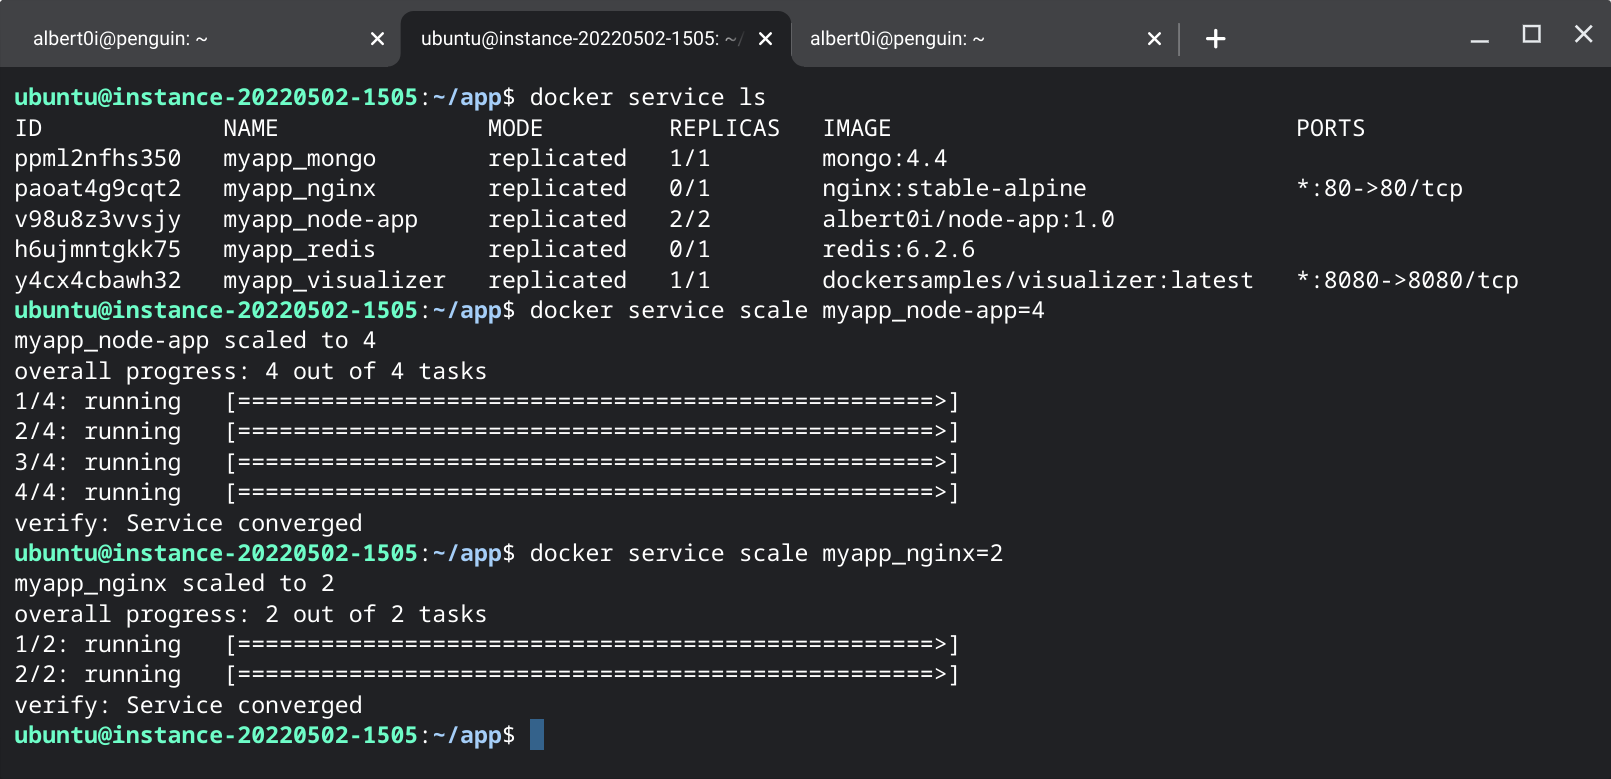 albert0i@penguin: ~ ubuntu@instance-20220502-1505: ~/ albert0i@penguin: ~
ubuntu@instance-20220502-1505:~/app$ docker service ls
ID             NAME               MODE         REPLICAS   IMAGE                             PORTS
ppml2nfhs350   myapp_mongo        replicated   1/1        mongo:4.4
paoat4g9cqt2   myapp_nginx        replicated   0/1        nginx:stable-alpine               *:80->80/tcp
v98u8z3vvsjy   myapp_node-app     replicated   2/2        albert0i/node-app:1.0
h6ujmntgkk75   myapp_redis        replicated   0/1        redis:6.2.6
y4cx4cbawh32   myapp_visualizer   replicated   1/1        dockersamples/visualizer:latest   *:8080->8080/tcp
ubuntu@instance-20220502-1505:~/app$ docker service scale myapp_node-app=4
myapp_node-app scaled to 4
overall progress: 4 out of 4 tasks
1/4: running   [==================================================>]
2/4: running   [==================================================>]
3/4: running   [==================================================>]
4/4: running   [==================================================>]
verify: Service converged
ubuntu@instance-20220502-1505:~/app$ docker service scale myapp_nginx=2
myapp_nginx scaled to 2
overall progress: 2 out of 2 tasks
1/2: running   [==================================================>]
2/2: running   [==================================================>]
verify: Service converged
ubuntu@instance-20220502-1505:~/app$